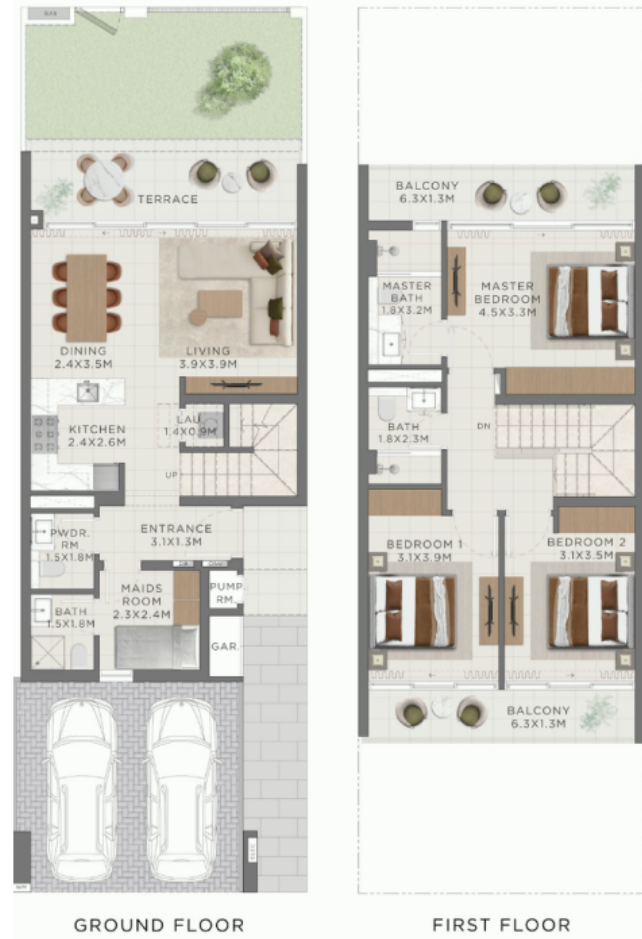 TERRACE
DINING
2.4X3.5M
LIVING
3.9X3.9M
KITCHEN
2.4X2.6M
LAU.
1.4X0.9M
UP
ENTRANCE
3.1X1.3M
PWDR.
RM
1.5X1.8M
MAIDS
ROOM
2.3X2.4M
PUMP
RM.
BATH
1.5X1.8M
GAR.
GROUND FLOOR
BALCONY
6.3X1.3M
MASTER
BATH
1.8X3.2M
MASTER
BEDROOM
4.5X3.3M
BATH
1.8X2.3M
DN
BEDROOM 1
3.1X3.9M
BEDROOM 2
3.1X3.5M
BALCONY
6.3X1.3M
FIRST FLOOR